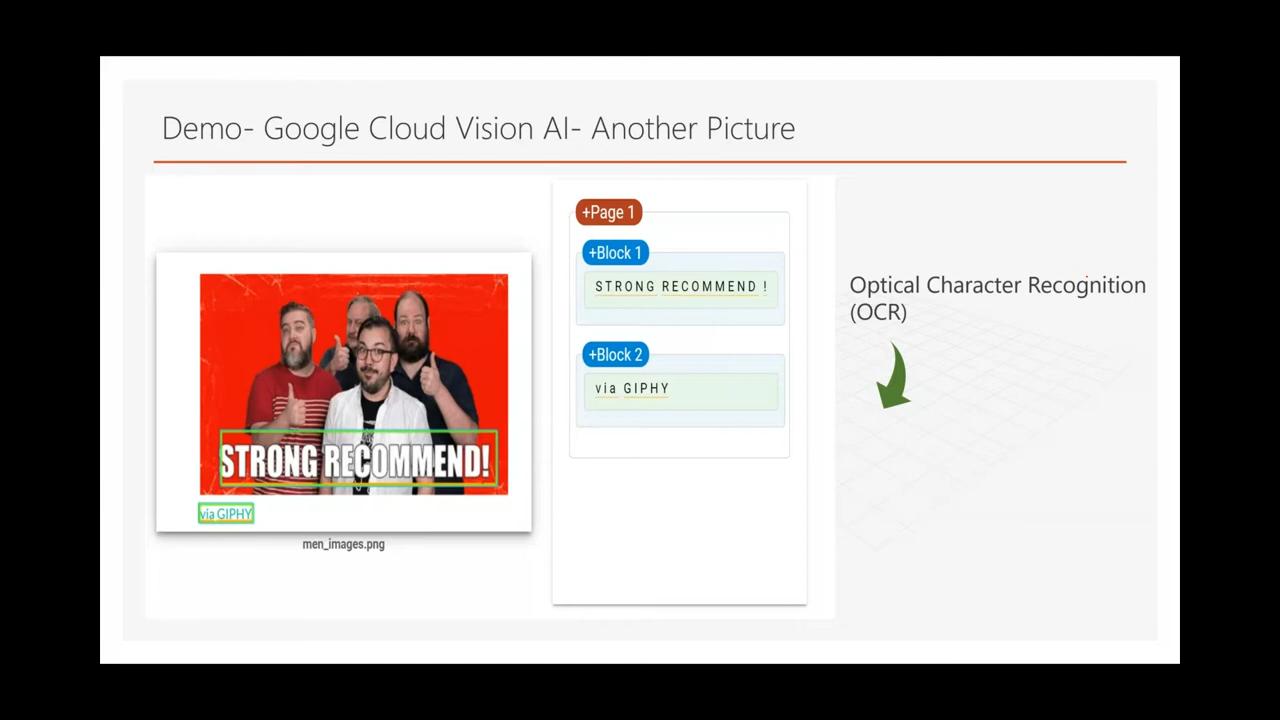 Demo- Google Cloud Vision AI- Another Picture
STRONG RECOMMEND!
via GIPHY
men_images.png
+Page 1
+Block 1
STRONG RECOMMEND !
+Block 2
via GIPHY
Optical Character Recognition
(OCR)